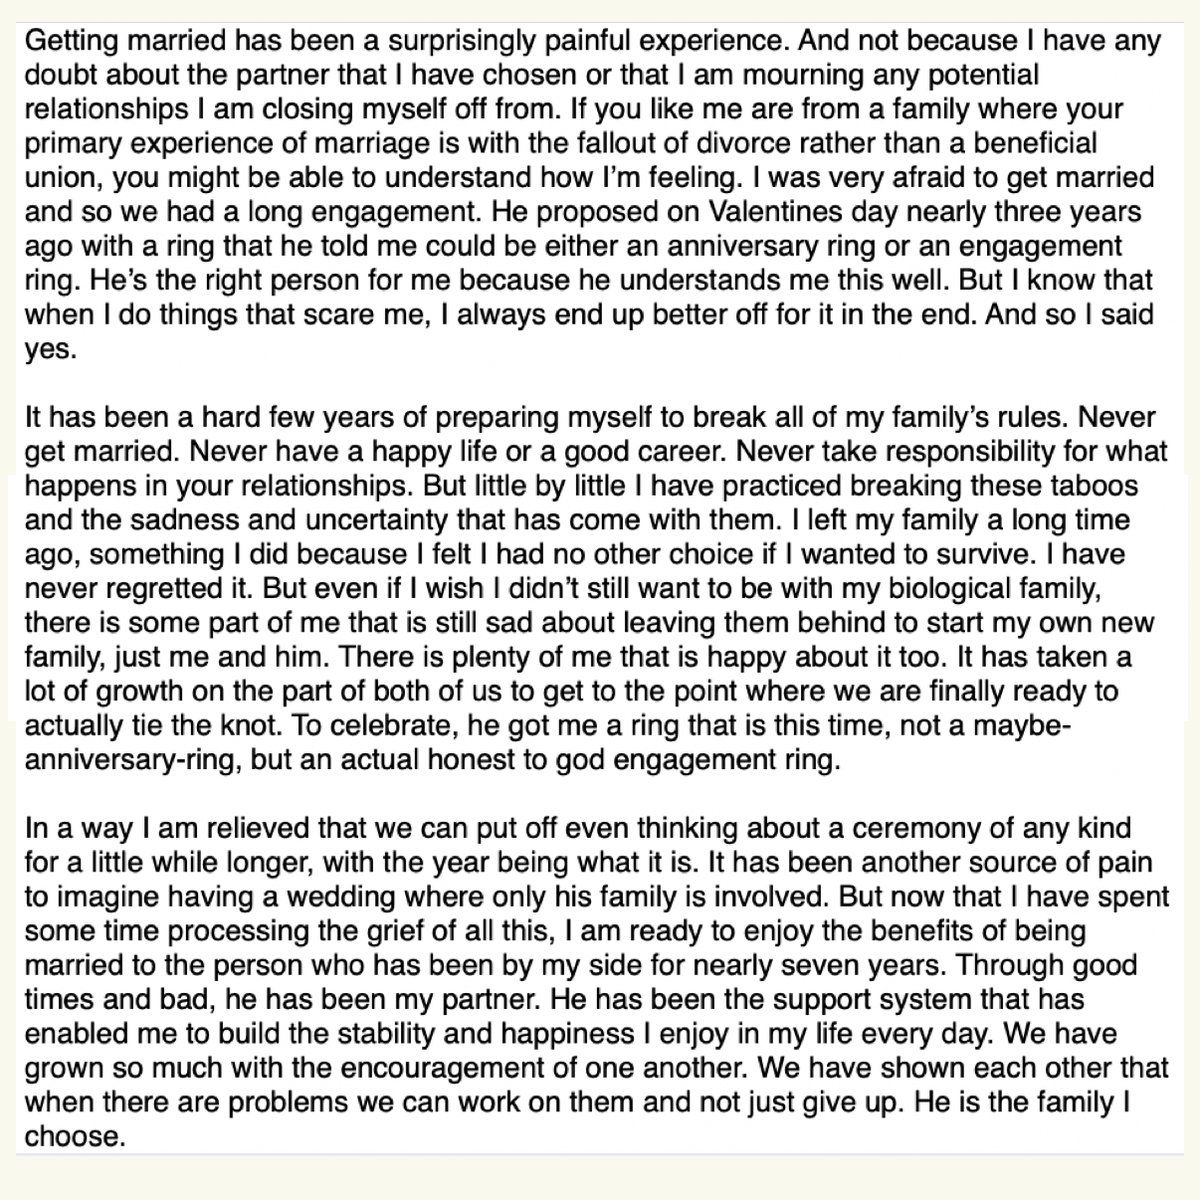 Getting married has been a surprisingly painful experience. And not because I have any
doubt about the partner that I have chosen or that I am mourning any potential
relationships I am closing myself off from. If you like me are from a family where your
primary experience of marriage is with the fallout of divorce rather than a beneficial
union, you might be able to understand how I’m feeling. I was very afraid to get married
and so we had a long engagement. He proposed on Valentines day nearly three years
ago with a ring that he told me could be either an anniversary ring or an engagement
ring. He’s the right person for me because he understands me this well. But I know that
when I do things that scare me, I always end up better off for it in the end. And so I said
yes.

It has been a hard few years of preparing myself to break all of my family’s rules. Never
get married. Never have a happy life or a good career. Never take responsibility for what
happens in your relationships. But little by little I have practiced breaking these taboos
and the sadness and uncertainty that has come with them. I left my family a long time
ago, something I did because I felt I had no other choice if I wanted to survive. I have
never regretted it. But even if I wish I didn’t still want to be with my biological family,
there is some part of me that is still sad about leaving them behind to start my own new
family, just me and him. There is plenty of me that is happy about it too. It has taken a
lot of growth on the part of both of us to get to the point where we are finally ready to
actually tie the knot. To celebrate, he got me a ring that is this time, not a maybe-
anniversary-ring, but an actual honest to god engagement ring.

In a way I am relieved that we can put off even thinking about a ceremony of any kind
for a little while longer, with the year being what it is. It has been another source of pain
to imagine having a wedding where only his family is involved. But now that I have spent
some time processing the grief of all this, I am ready to enjoy the benefits of being
married to the person who has been by my side for nearly seven years. Through good
times and bad, he has been my partner. He has been the support system that has
enabled me to build the stability and happiness I enjoy in my life every day. We have
grown so much with the encouragement of one another. We have shown each other that
when there are problems we can work on them and not just give up. He is the family I
choose.